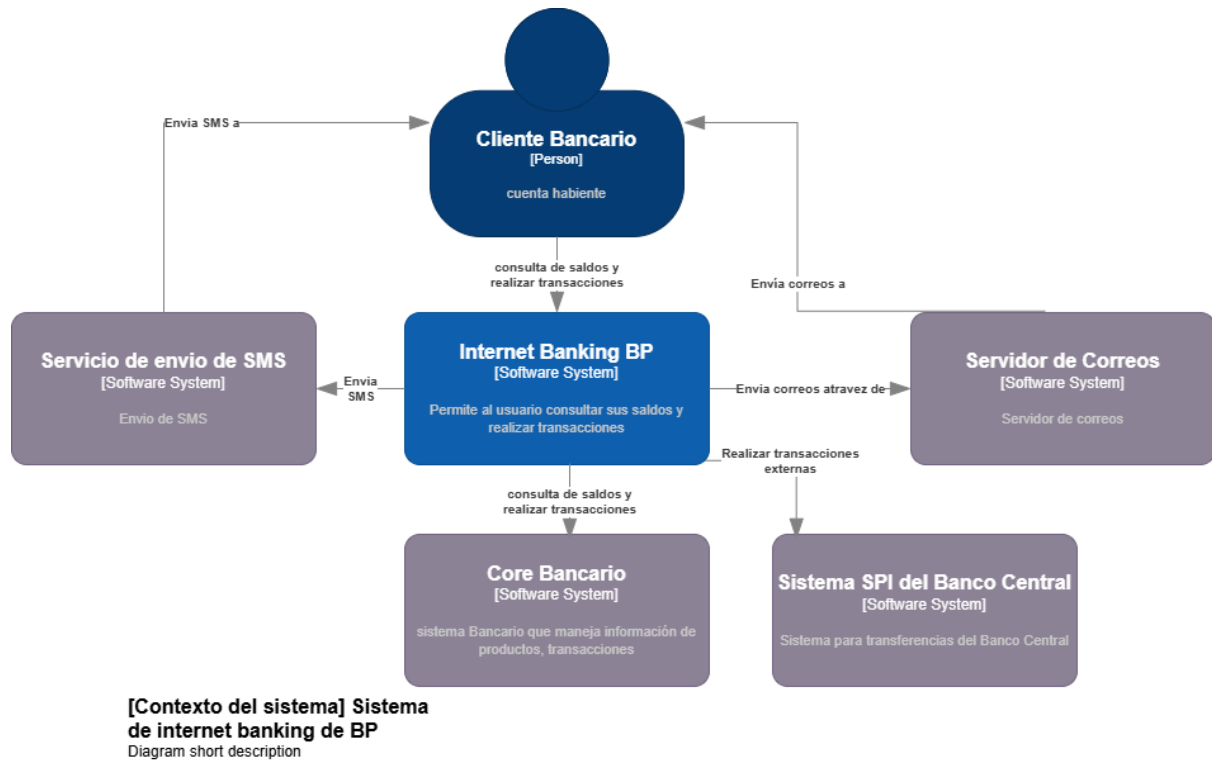 Envia SMS a
Cliente Bancario
[Person]
cuenta habiente
consulta de saldos y
realizar transacciones
Envía correos a
Servicio de envio de SMS
[Software System]
Envio de SMS
Envia
SMS
Internet Banking BP
[Software System]
Permite al usuario consultar sus saldos y
realizar transacciones
Envia correos atravez de
Servidor de Correos
[Software System]
Servidor de correos
Realizar transacciones
externas
consulta de saldos y
realizar transacciones
Core Bancario
[Software System]
sistema Bancario que maneja información de
productos, transacciones
Sistema SPI del Banco Central
[Software System]
Sistema para transferencias del Banco Central
[Contexto del sistema] Sistema
de internet banking de BP
Diagram short description